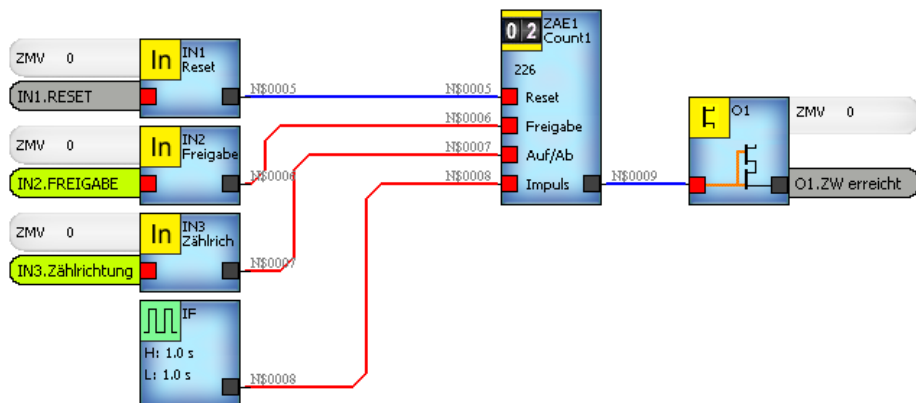 ZMV 0
In
IN1
Reset
IN1.RESET
N$0005
ZMV 0
In
IN2
Freigabe
IN2.FREIGABE
N$0006
ZMV 0
In
IN3
Zählrich
IN3.Zählrichtung
N$0007
IF
H: 1.0 s
L: 1.0 s
N$0008
0 2
ZAE1
Count1
226
N$0005
Reset
N$0006
Freigabe
N$0007
Auf/Ab
N$0008
Impuls
N$0009
O1
ZMV 0
O1.ZW erreicht